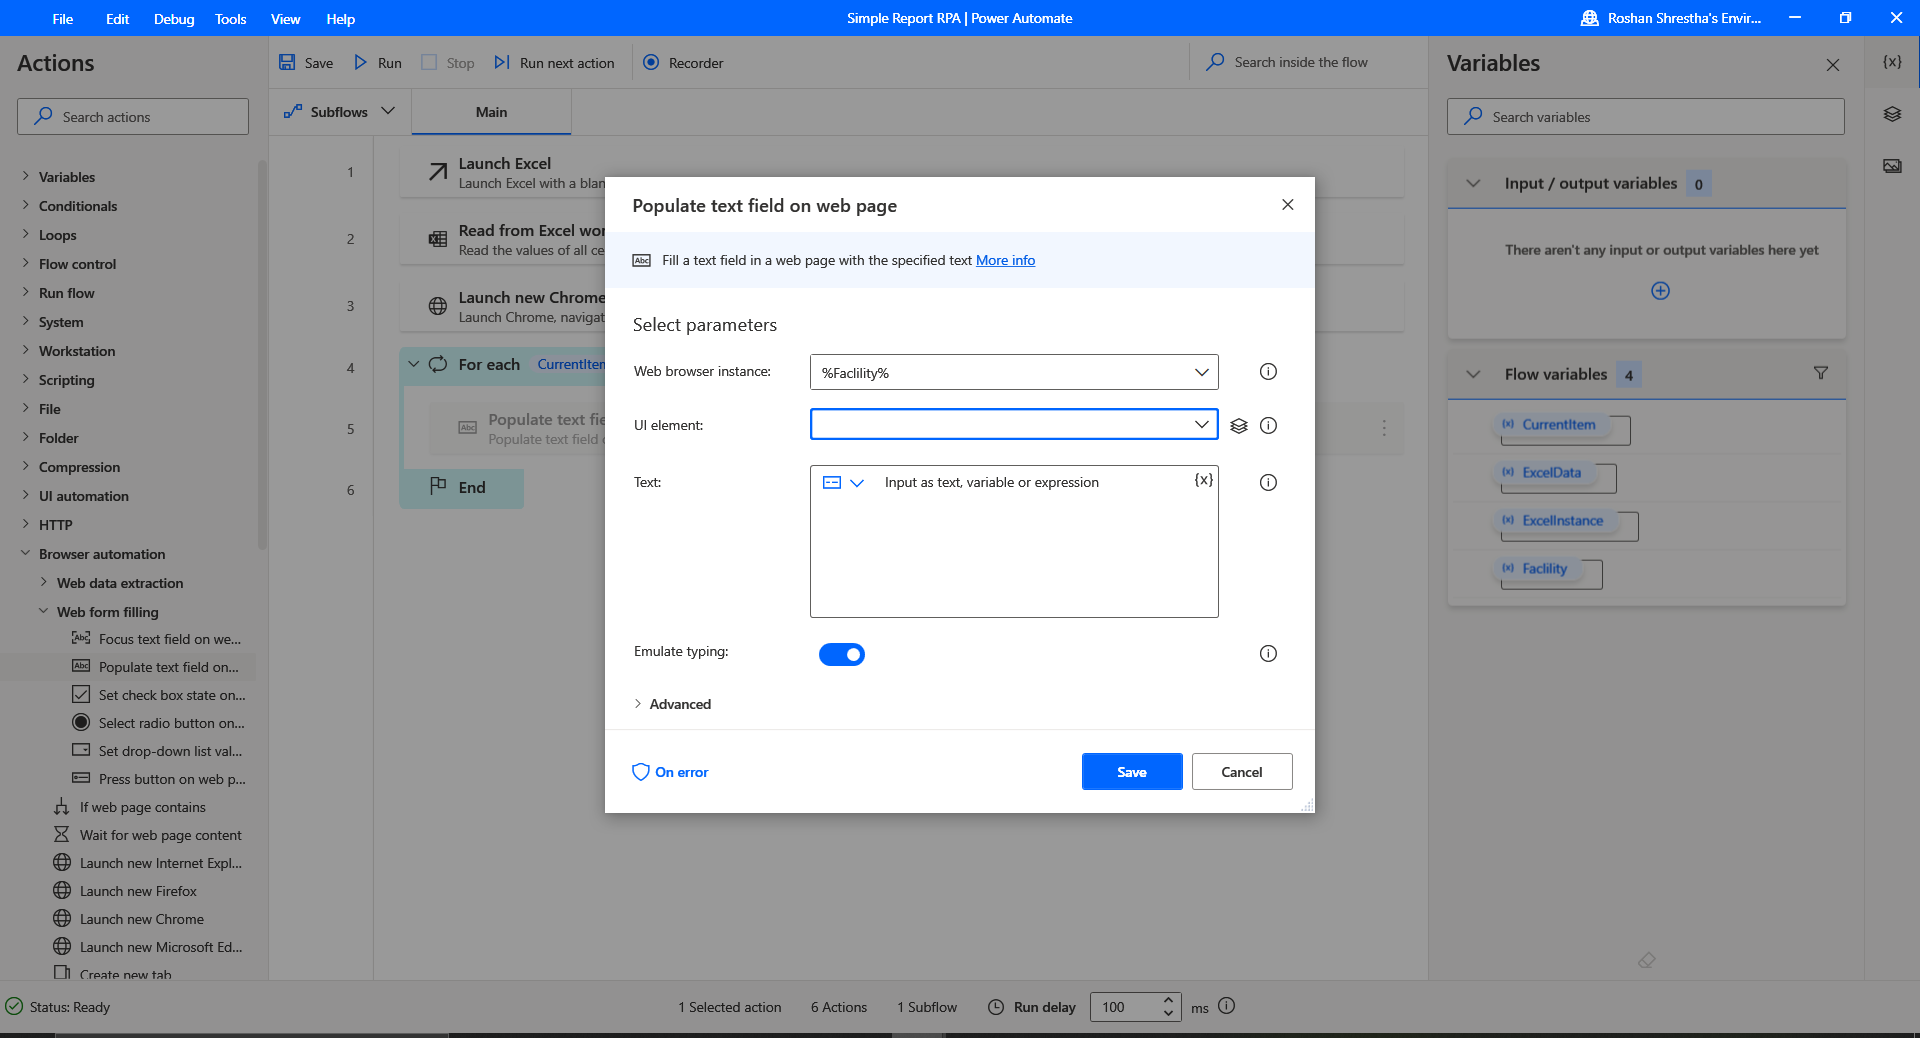 File Edit Debug Tools View Help
Simple Report RPA | Power Automate
Roshan Shrestha's Envir...
Actions
Search actions
Variables
Conditionals
Loops
Flow control
Run flow
System
Workstation
Scripting
File
Folder
Compression
UI automation
HTTP
Browser automation
Web data extraction
Web form filling
Focus text field on we...
Populate text field on...
Set check box state on...
Select radio button on...
Set drop-down list val...
Press button on web p...
If web page contains
Wait for web page content
Launch new Internet Expl...
Launch new Firefox
Launch new Chrome
Launch new Microsoft Ed...
Create new tab
Save Run Stop Run next action Recorder
Search inside the flow
Subflows Main
1
Launch Excel
Launch Excel with a blan
2
Read from Excel wor
Read the values of all ce
3
Launch new Chrome
Launch Chrome, navigat
4
For each CurrentItem
5
Abc
Populate text fie
Populate text field o
6
End
Populate text field on web page
Abc Fill a text field in a web page with the specified text More info
Select parameters
Web browser instance: %Faclility%
UI element:
Text: Input as text, variable or expression {x}
Emulate typing:
Advanced
On error
Save
Cancel
Variables
{x}
Search variables
Input / output variables 0
There aren't any input or output variables here yet
Flow variables 4
(x) CurrentItem
(x) ExcelData
(x) ExcelInstance
(x) Faclility
Status: Ready
1 Selected action
6 Actions
1 Subflow
Run delay 100 ms